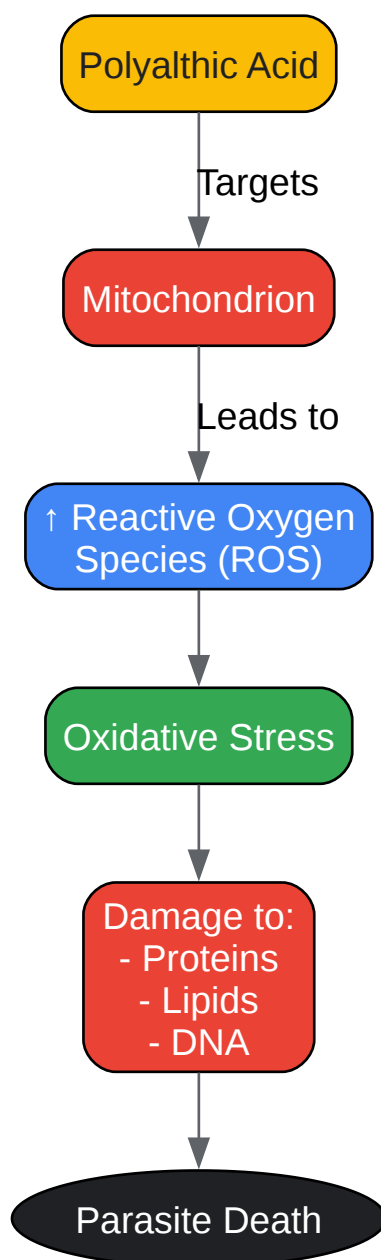 Polyalthic Acid
Targets
Mitochondrion
Leads to
↑ Reactive Oxygen
Species (ROS)
Oxidative Stress
Damage to:
- Proteins
- Lipids
- DNA
Parasite Death